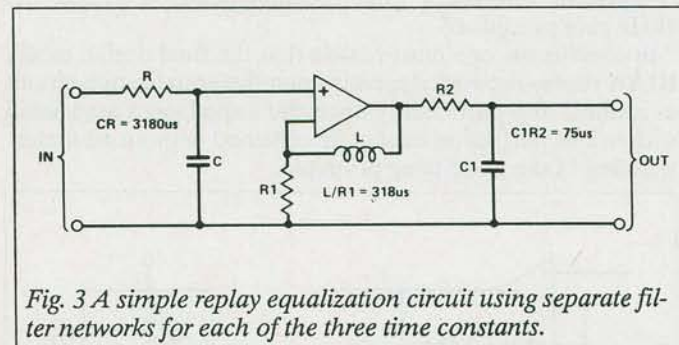 R
CR = 3180us
C
IN
+
R1
L
L/R1 = 318us
R2
C1R2 = 75us
C1
OUT
Fig. 3 A simple replay equalization circuit using separate fil-
ter networks for each of the three time constants.